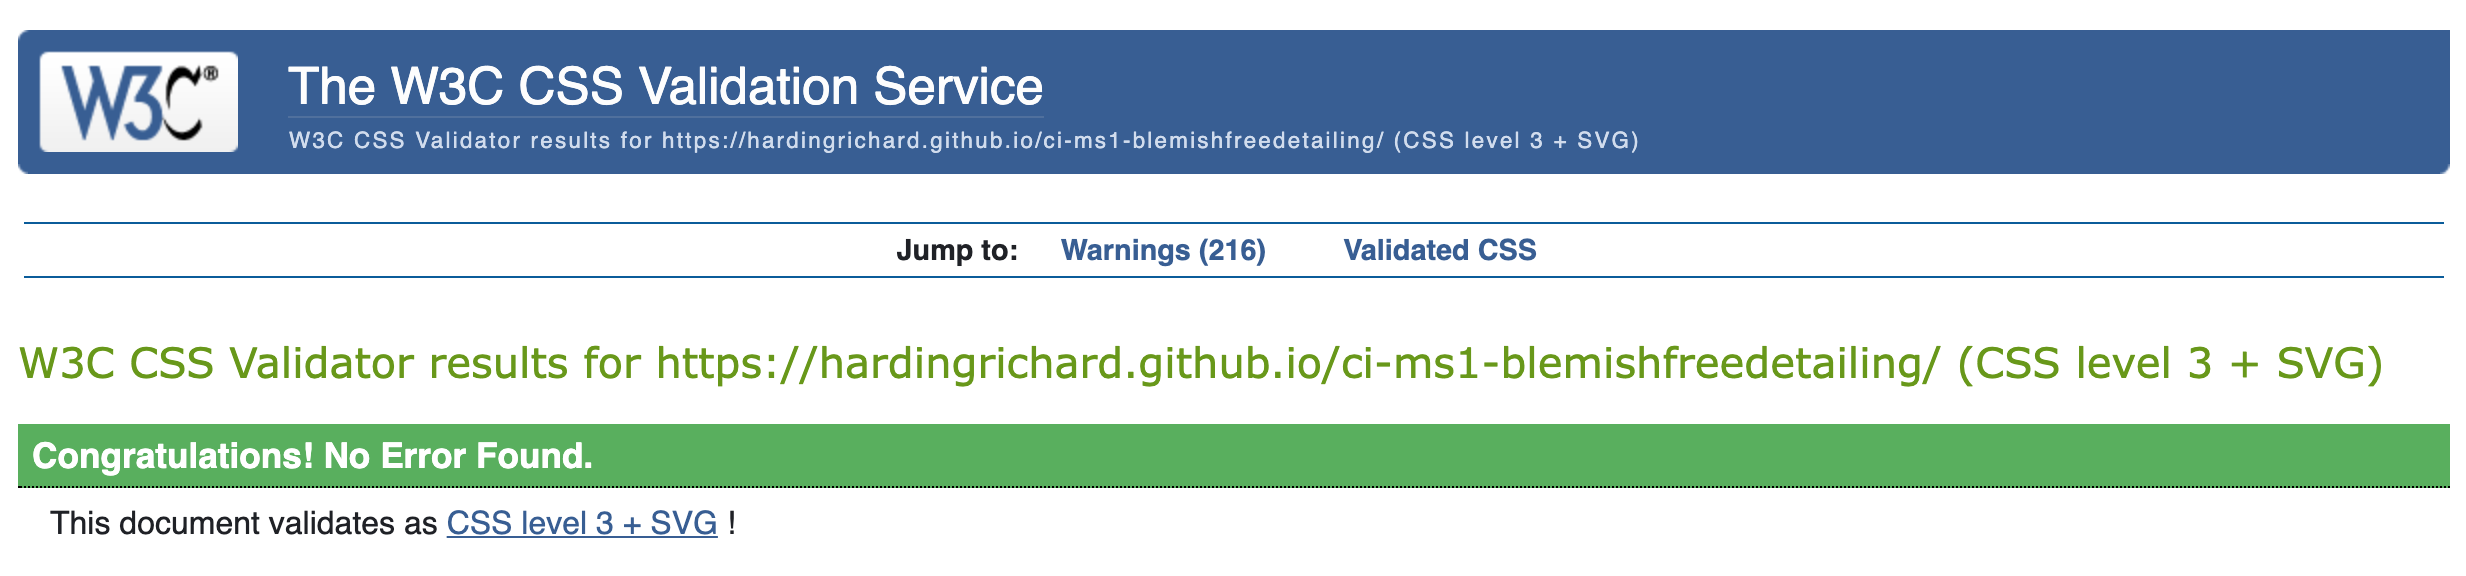 W3C®
The W3C CSS Validation Service
W3C CSS Validator results for https://hardingrichard.github.io/ci-ms1-blemishfreedetailing/ (CSS level 3 + SVG)
Jump to: Warnings (216) Validated CSS
W3C CSS Validator results for https://hardingrichard.github.io/ci-ms1-blemishfreedetailing/ (CSS level 3 + SVG)
Congratulations! No Error Found.
This document validates as CSS level 3 + SVG !